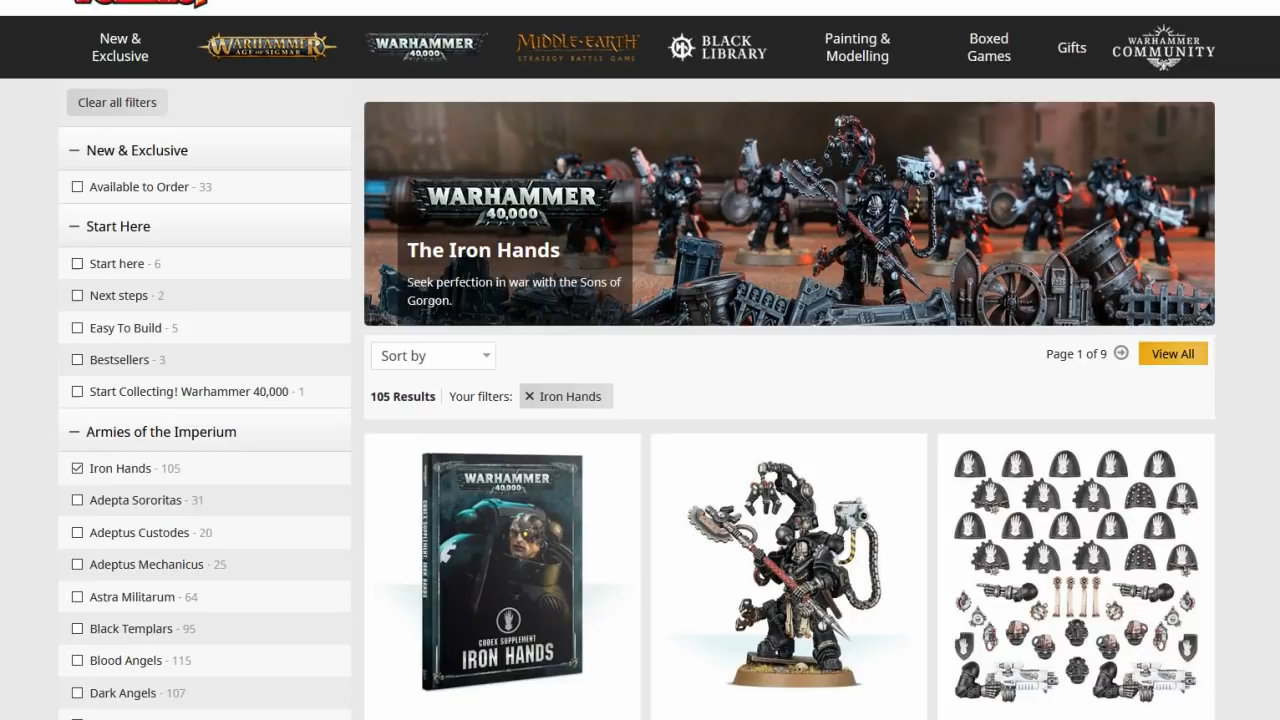 New &
Exclusive
WARHAMMER
AGE OF SIGMAR
WARHAMMER
40,000
MIDDLE-EARTH
STRATEGY BATTLE GAME
BLACK
LIBRARY
Painting &
Modelling
Boxed
Games
Gifts
WARHAMMER
COMMUNITY
Clear all filters
New & Exclusive
Available to Order - 33
Start Here
Start here - 6
Next steps - 2
Easy To Build - 5
Bestsellers - 3
Start Collecting! Warhammer 40,000 - 1
Armies of the Imperium
Iron Hands - 105
Adepta Sororitas - 31
Adeptus Custodes - 20
Adeptus Mechanicus - 25
Astra Militarum - 64
Black Templars - 95
Blood Angels - 115
Dark Angels - 107
WARHAMMER
40,000
The Iron Hands
Seek perfection in war with the Sons of
Gorgon.
Sort by
Page 1 of 9
View All
105 Results
Your filters:
Iron Hands
WARHAMMER
40,000
CODEX SUPPLEMENT
IRON HANDS